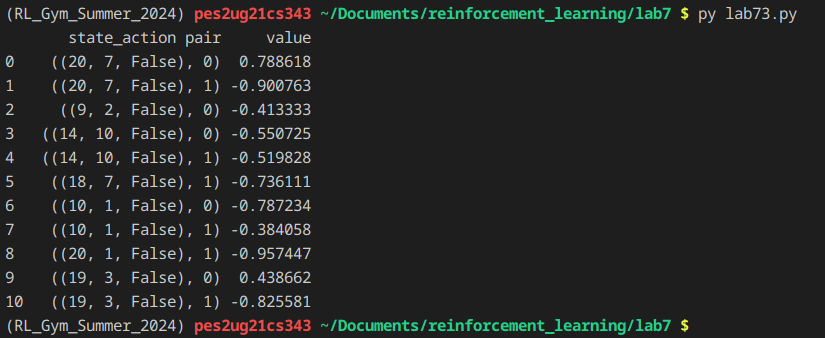 (RL_Gym_Summer_2024) pes2ug21cs343 ~/Documents/reinforcement_learning/lab7 $ py lab73.py
state_action pair value
0 ((20, 7, False), 0) 0.788618
1 ((20, 7, False), 1) -0.900763
2 ((9, 2, False), 0) -0.413333
3 ((14, 10, False), 0) -0.550725
4 ((14, 10, False), 1) -0.519828
5 ((18, 7, False), 1) -0.736111
6 ((10, 1, False), 0) -0.787234
7 ((10, 1, False), 1) -0.384058
8 ((20, 1, False), 1) -0.957447
9 ((19, 3, False), 0) 0.438662
10 ((19, 3, False), 1) -0.825581
(RL_Gym_Summer_2024) pes2ug21cs343 ~/Documents/reinforcement_learning/lab7 $